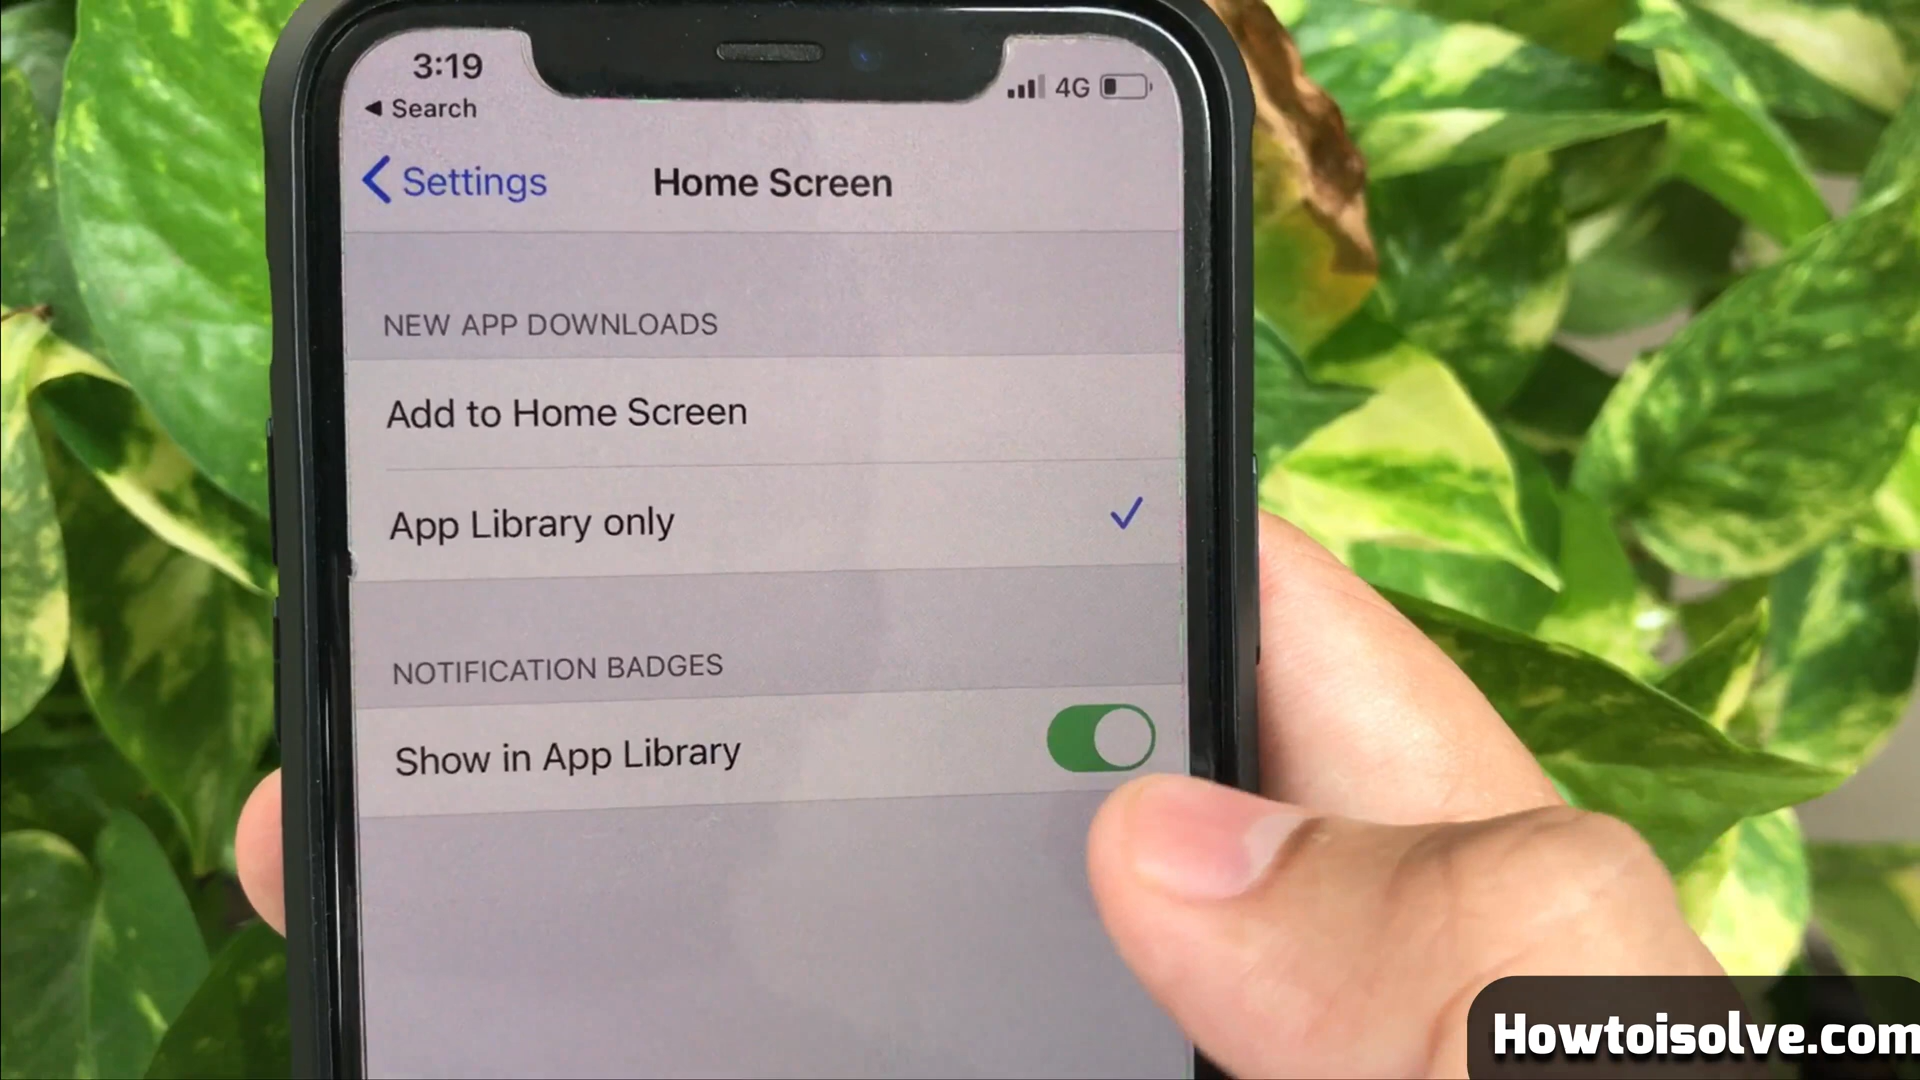 3:19
4G
◀ Search
Settings
Home Screen
NEW APP DOWNLOADS
Add to Home Screen
App Library only
NOTIFICATION BADGES
Show in App Library
Howtoisolve.com